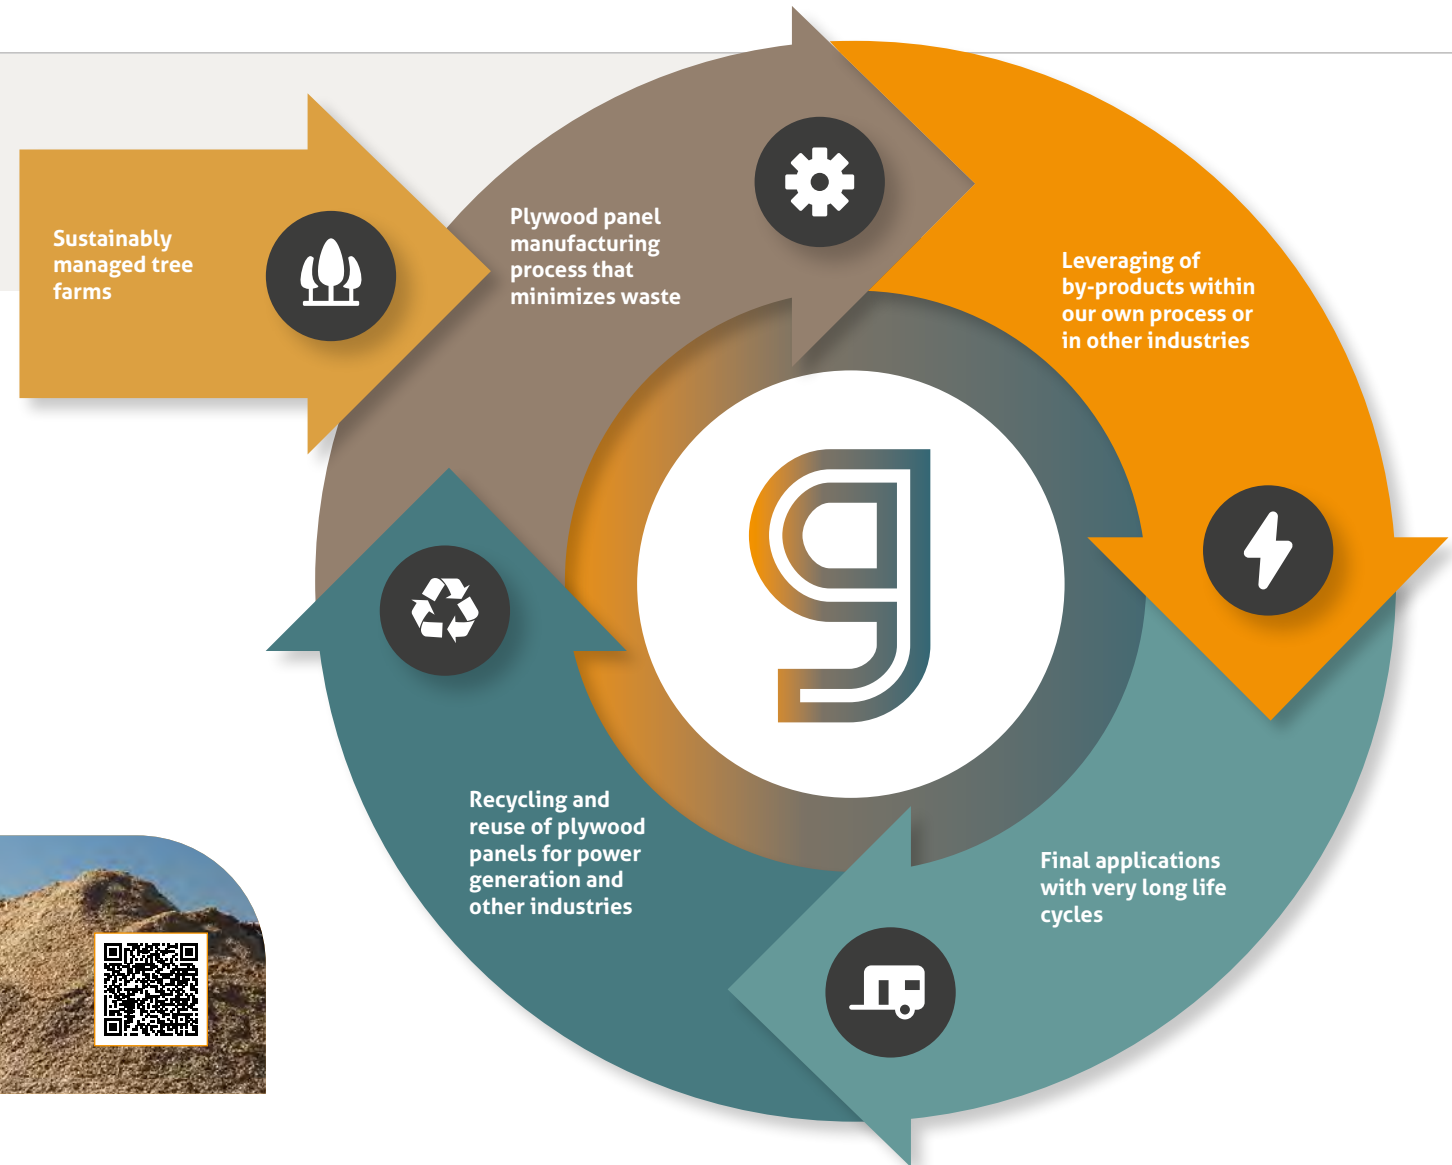 Sustainably
managed tree
farms
Plywood panel
manufacturing
process that
minimizes waste
Leveraging of
by-products within
our own process or
in other industries
Final applications
with very long life
cycles
Recycling and
reuse of plywood
panels for power
generation and
other industries
g